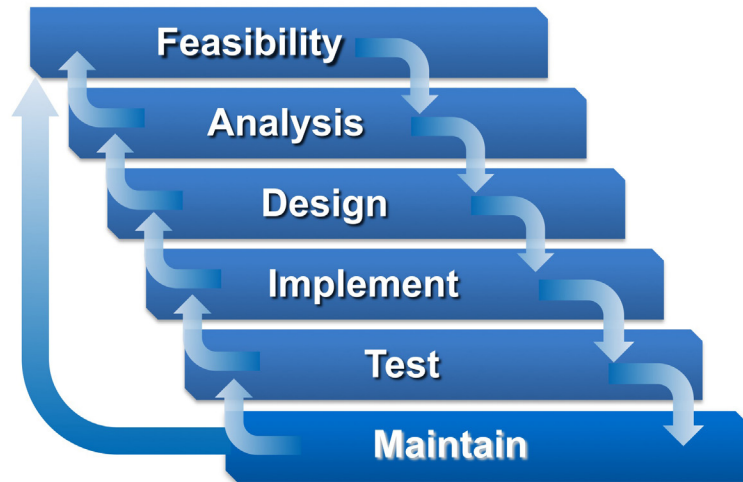 Feasibility
Analysis
Design
Implement
Test
Maintain